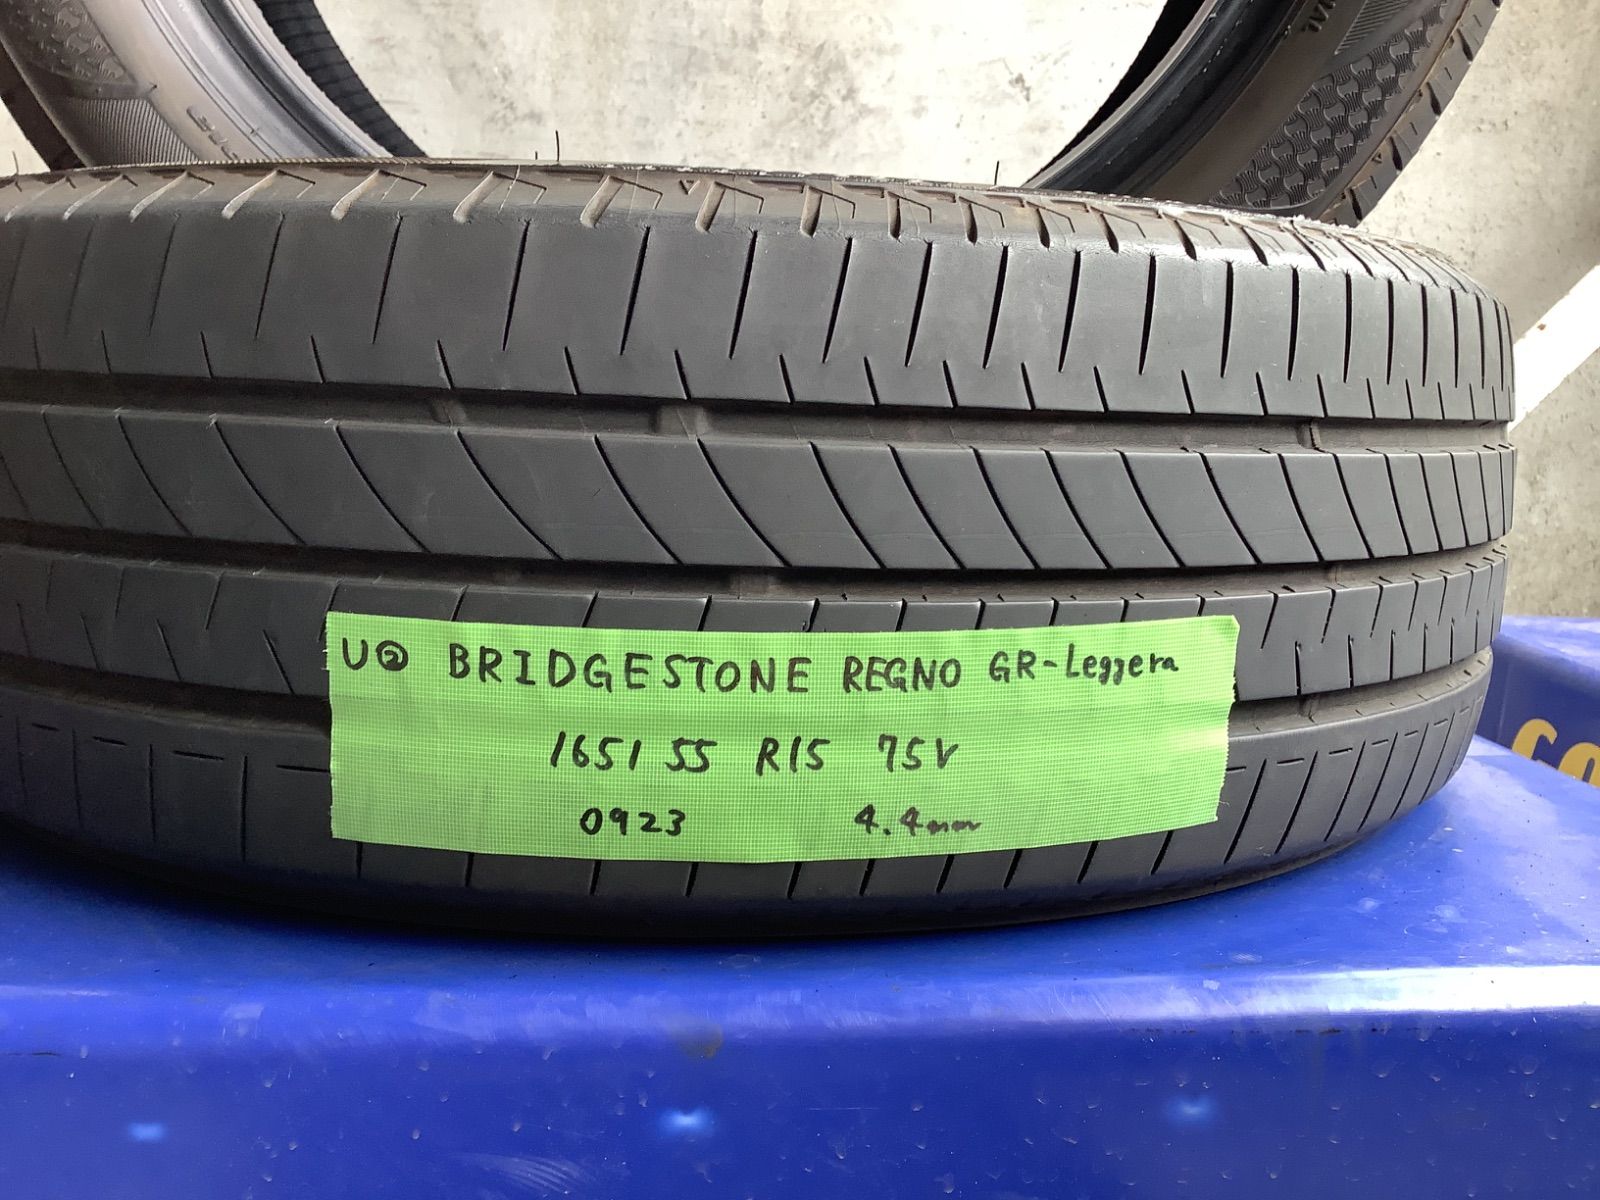 U② BRIDGESTONE REGNO GR-Leggera
165/55 R15 75V
0923 4.4mm